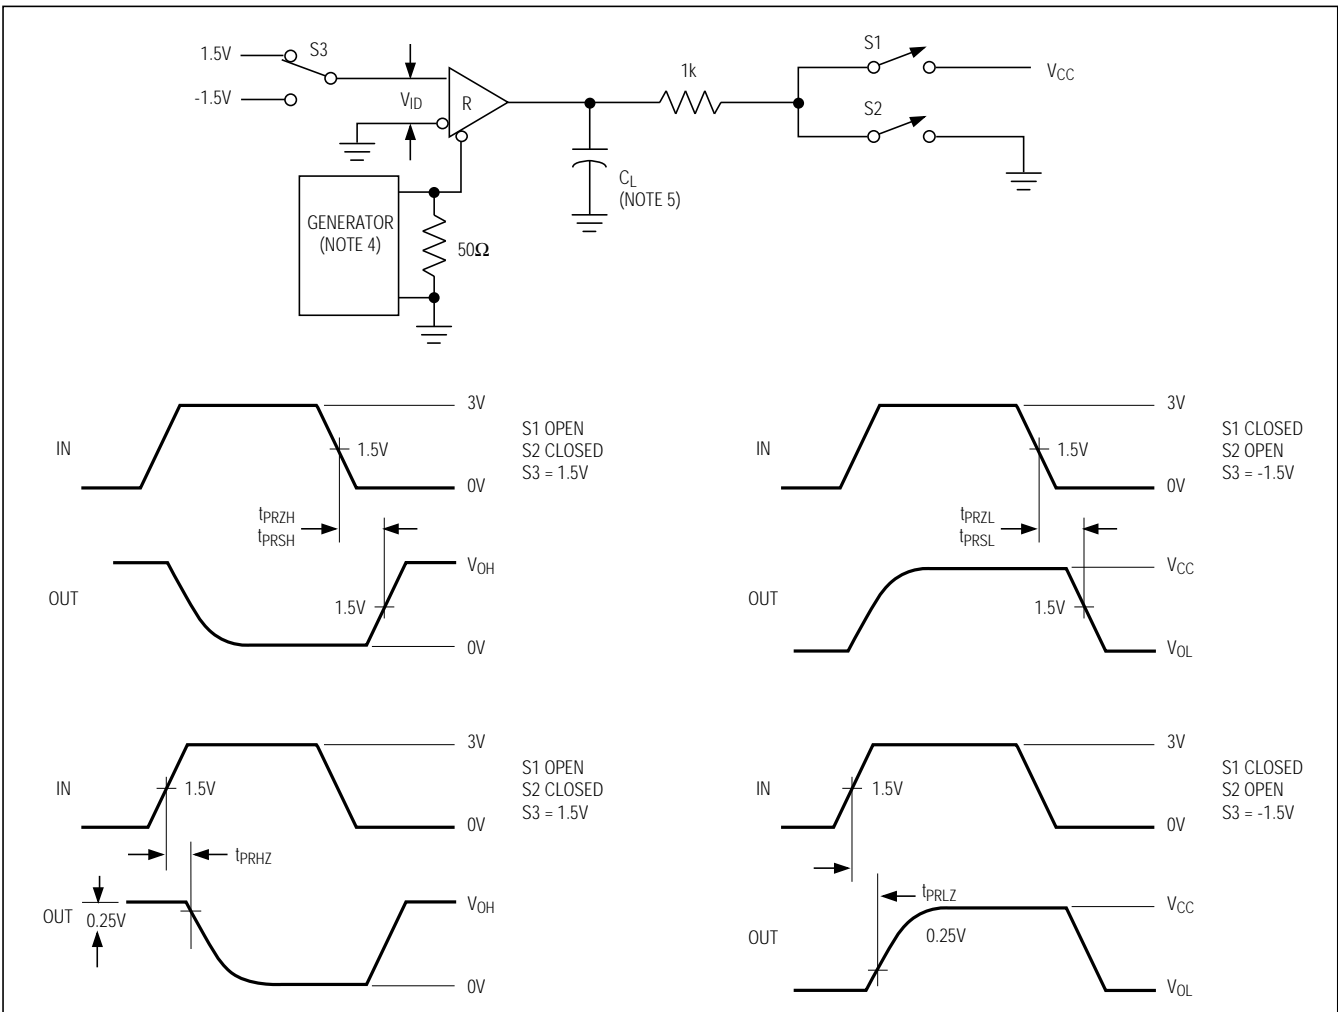 1.5V
S3
-1.5V
VID
R
1k
S1
VCC
S2
CL
(NOTE 5)
GENERATOR
(NOTE 4)
50Ω
IN
3V
1.5V
0V
S1 OPEN
S2 CLOSED
S3 = 1.5V
tPRZH
tPRSH
OUT
VOH
1.5V
0V
IN
3V
1.5V
0V
S1 CLOSED
S2 OPEN
S3 = -1.5V
tPRZL
tPRSL
OUT
VCC
1.5V
VOL
IN
3V
1.5V
0V
S1 OPEN
S2 CLOSED
S3 = 1.5V
tPRHZ
OUT
0.25V
VOH
0V
IN
3V
1.5V
0V
S1 CLOSED
S2 OPEN
S3 = -1.5V
tPRLZ
OUT
VCC
0.25V
VOL